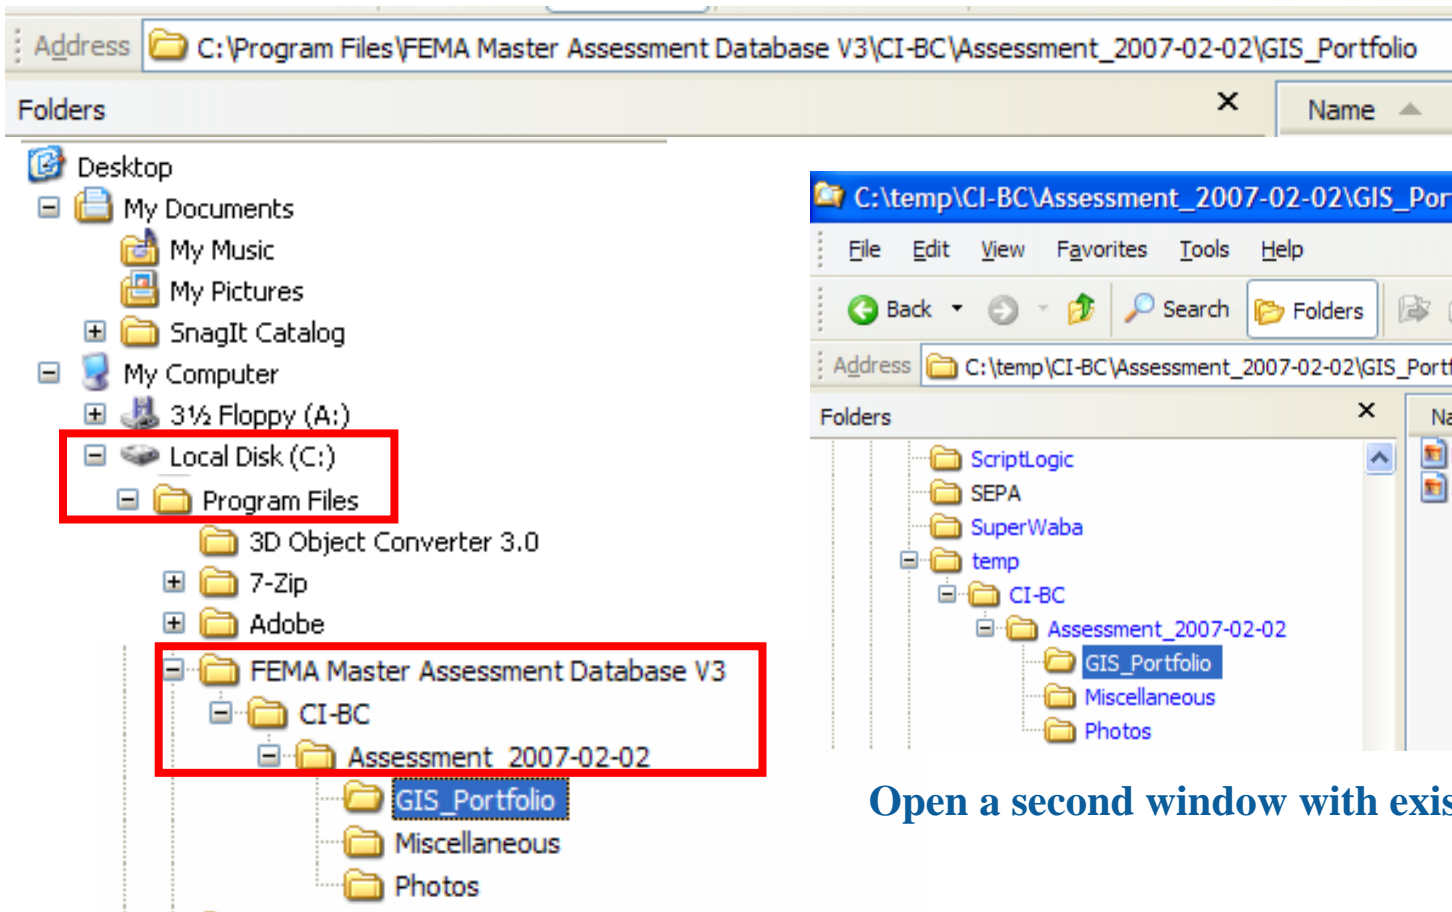 Address C:\Program Files\FEMA Master Assessment Database V3\CI-BC\Assessment_2007-02-02\GIS_Portfolio
Folders
Name
Desktop
My Documents
My Music
My Pictures
SnagIt Catalog
My Computer
3½ Floppy (A:)
Local Disk (C:)
Program Files
3D Object Converter 3.0
7-Zip
Adobe
FEMA Master Assessment Database V3
CI-BC
Assessment_2007-02-02
GIS_Portfolio
Miscellaneous
Photos
C:\temp\CI-BC\Assessment_2007-02-02\GIS_Por
File Edit View Favorites Tools Help
Back Search Folders
Address C:\temp\CI-BC\Assessment_2007-02-02\GIS_Portf
Folders
Na
ScriptLogic
SEPA
SuperWaba
temp
CI-BC
Assessment_2007-02-02
GIS_Portfolio
Miscellaneous
Photos
Open a second window with exis